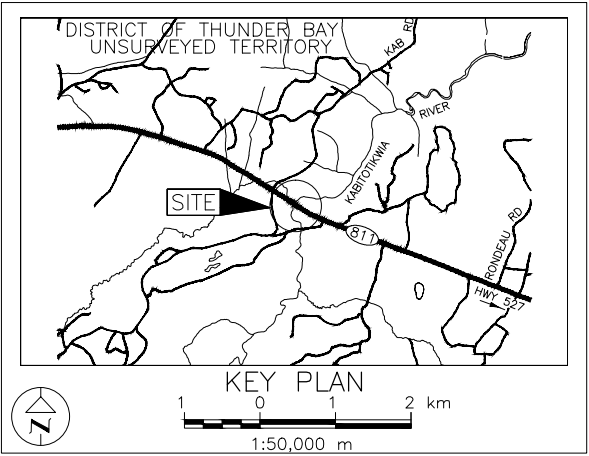 DISTRICT OF THUNDER BAY
UNSURVEYED TERRITORY
KAB RD
RIVER
KABITOTIKWIA
SITE
811
RONDEAU RD
HWY 527
KEY PLAN
1 0 1 2 km
1:50,000 m
N